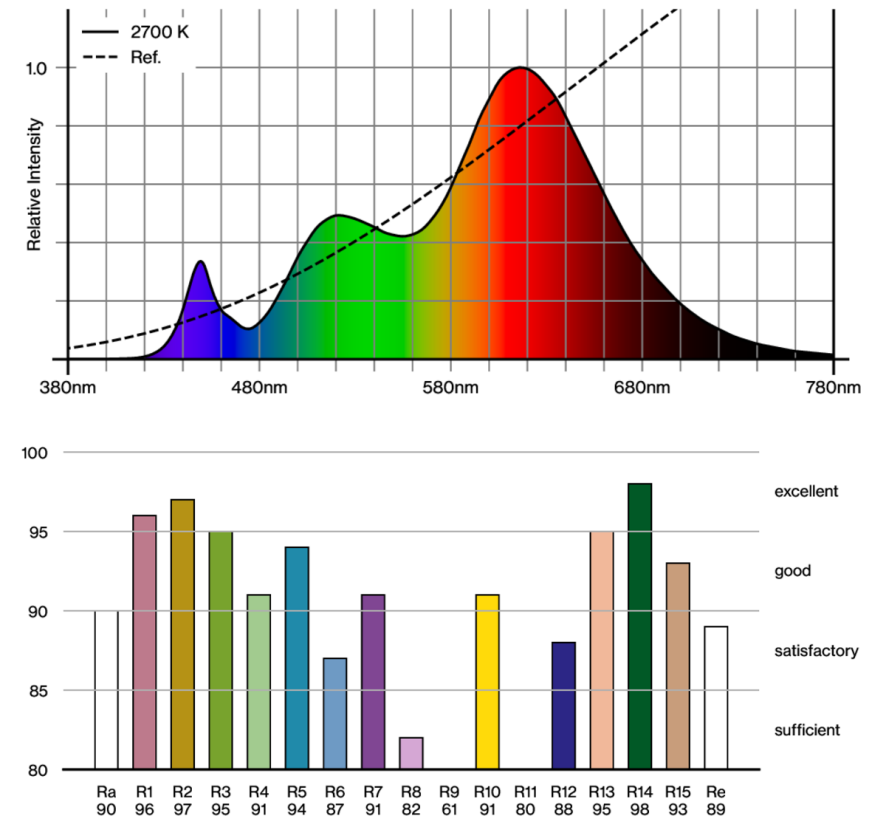 2700 K
Ref.
1.0
Relative Intensity
380nm 480nm 580nm 680nm 780nm
100
excellent
95
good
90
satisfactory
85
sufficient
80
Ra R1 R2 R3 R4 R5 R6 R7 R8 R9 R10 R11 R12 R13 R14 R15 Re
90 96 97 95 91 94 87 91 82 61 91 80 88 95 98 93 89